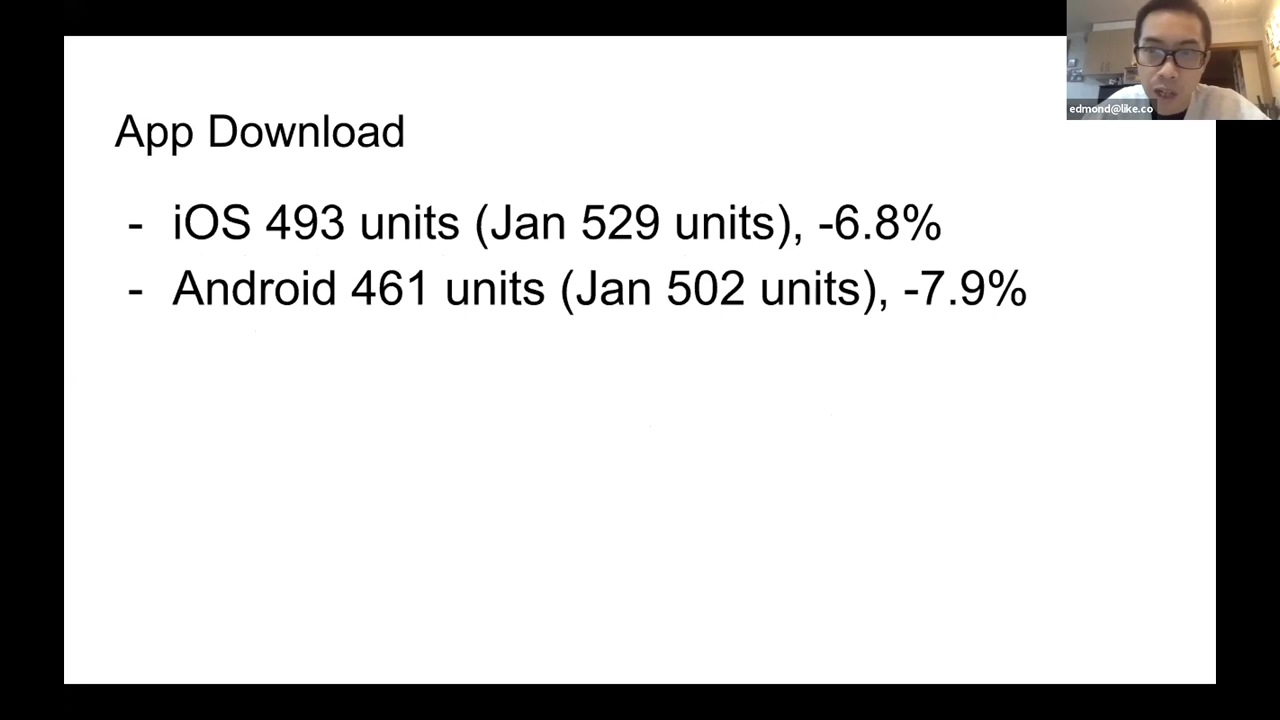 edmond@like.co
App Download
- iOS 493 units (Jan 529 units), -6.8%
- Android 461 units (Jan 502 units), -7.9%